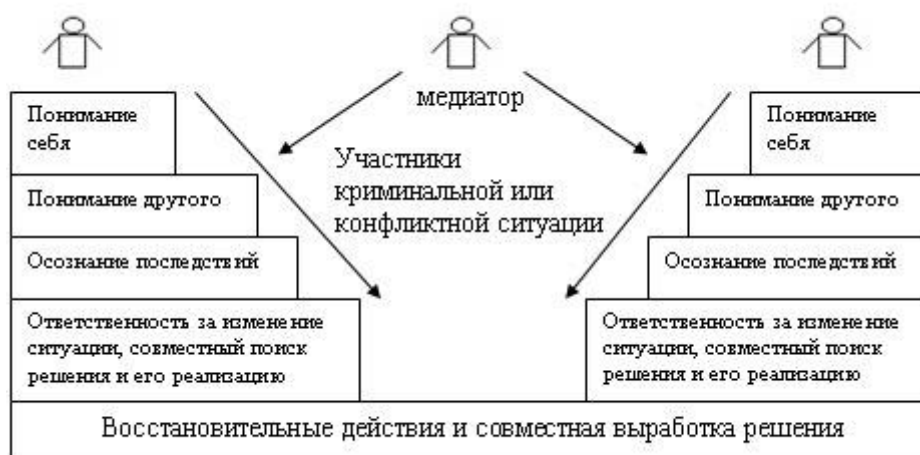 медиатор
Понимание
себя
Понимание другого
Осознание последствий
Ответственность за изменение
ситуации, совместный поиск
решения и его реализацию
Участники
криминальной или
конфликтной ситуации
Понимание
себя
Понимание другого
Осознание последствий
Ответственность за изменение
ситуации, совместный поиск
решения и его реализацию
Восстановительные действия и совместная выработка решения